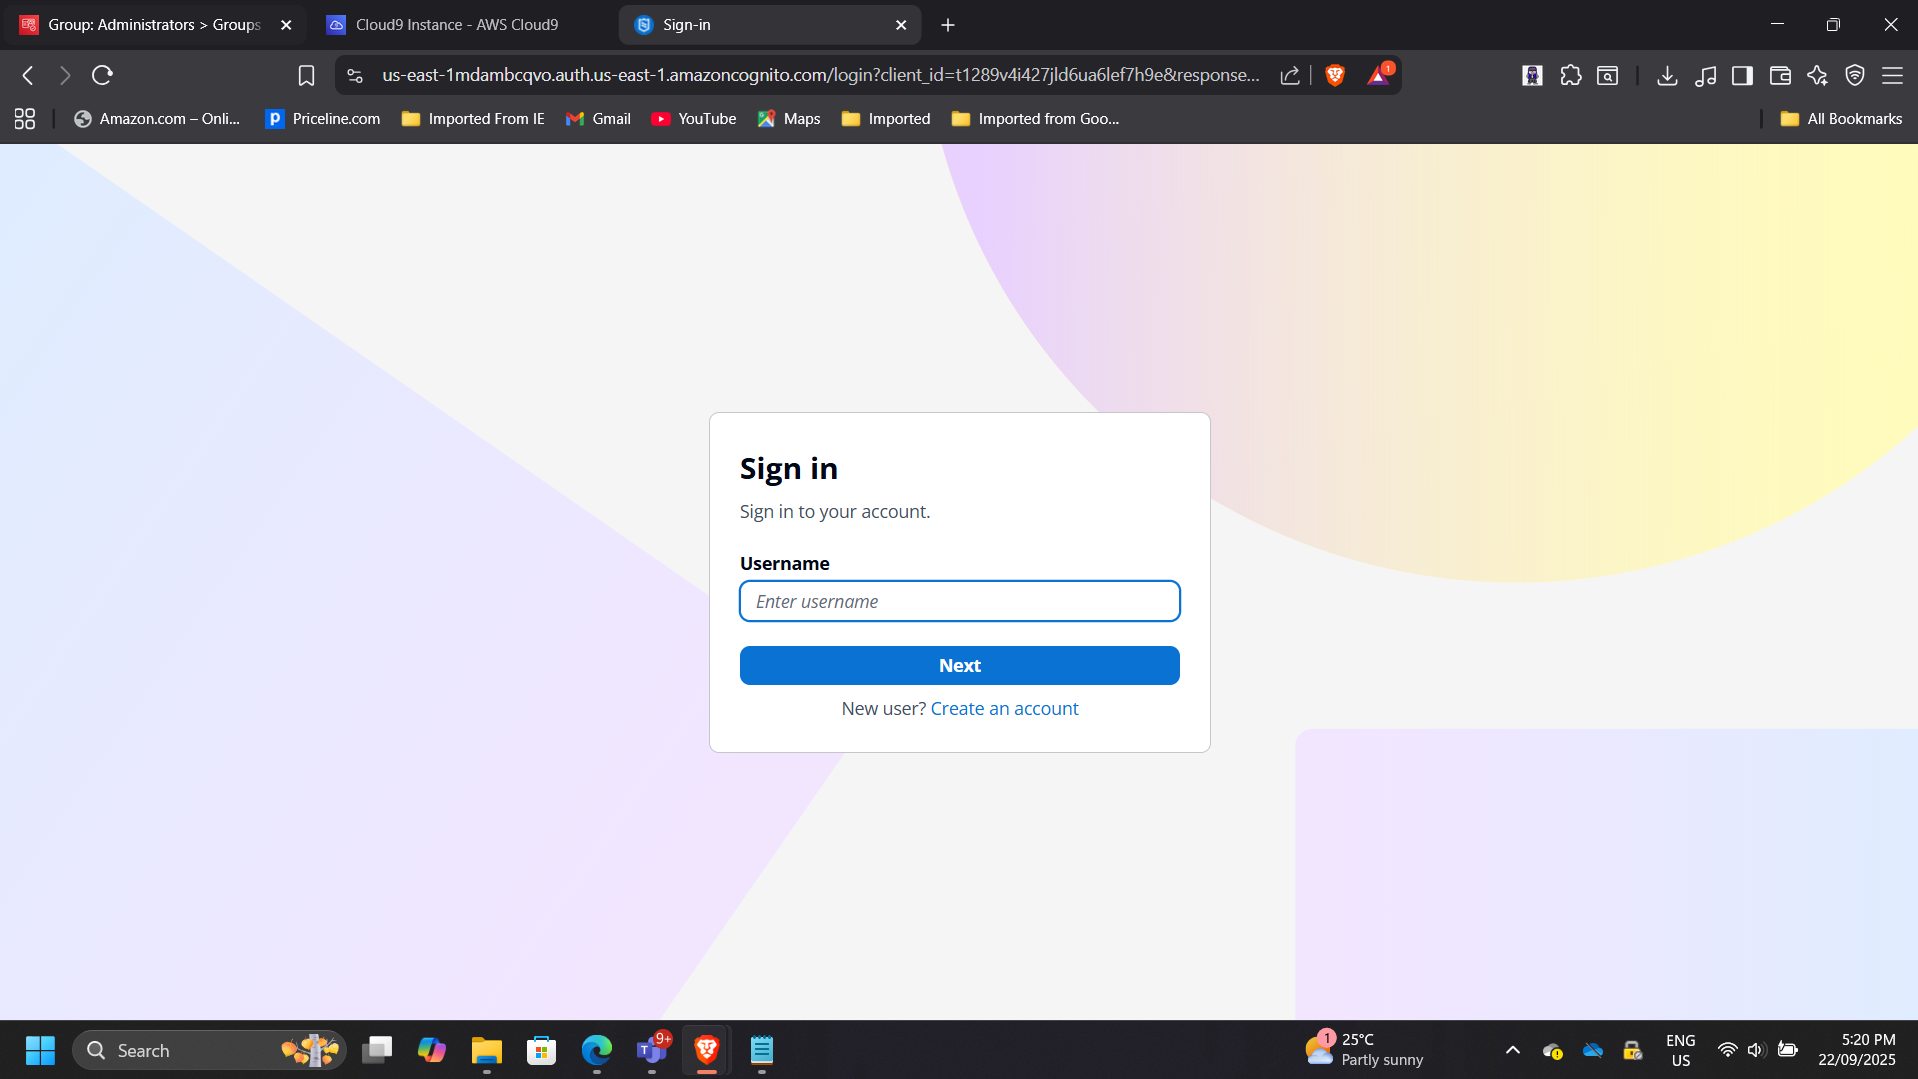 Group: Administrators > Groups
Cloud9 Instance - AWS Cloud9
Sign-in
us-east-1mdambcqvo.auth.us-east-1.amazoncognito.com/login?client_id=t1289v4i427jld6ua6lef7h9e&response...
1
Amazon.com – Onli...
Priceline.com
Imported From IE
Gmail
YouTube
Maps
Imported
Imported from Goo...
All Bookmarks
Sign in
Sign in to your account.
Username
Enter username
Next
New user? Create an account
Search
9+
1
25°C
Partly sunny
ENG
US
5:20 PM
22/09/2025